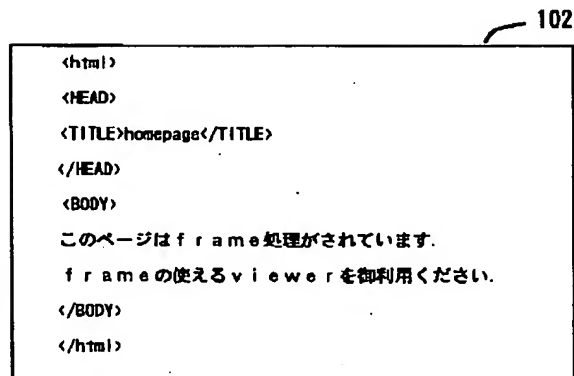 102
<html>
<HEAD>
<TITLE>homepage</TITLE>
</HEAD>
<BODY>
このページはｆｒａｍｅ処理がされています.
ｆｒａｍｅの使えるｖｉｅｗｅｒを御利用ください.
</BODY>
</html>